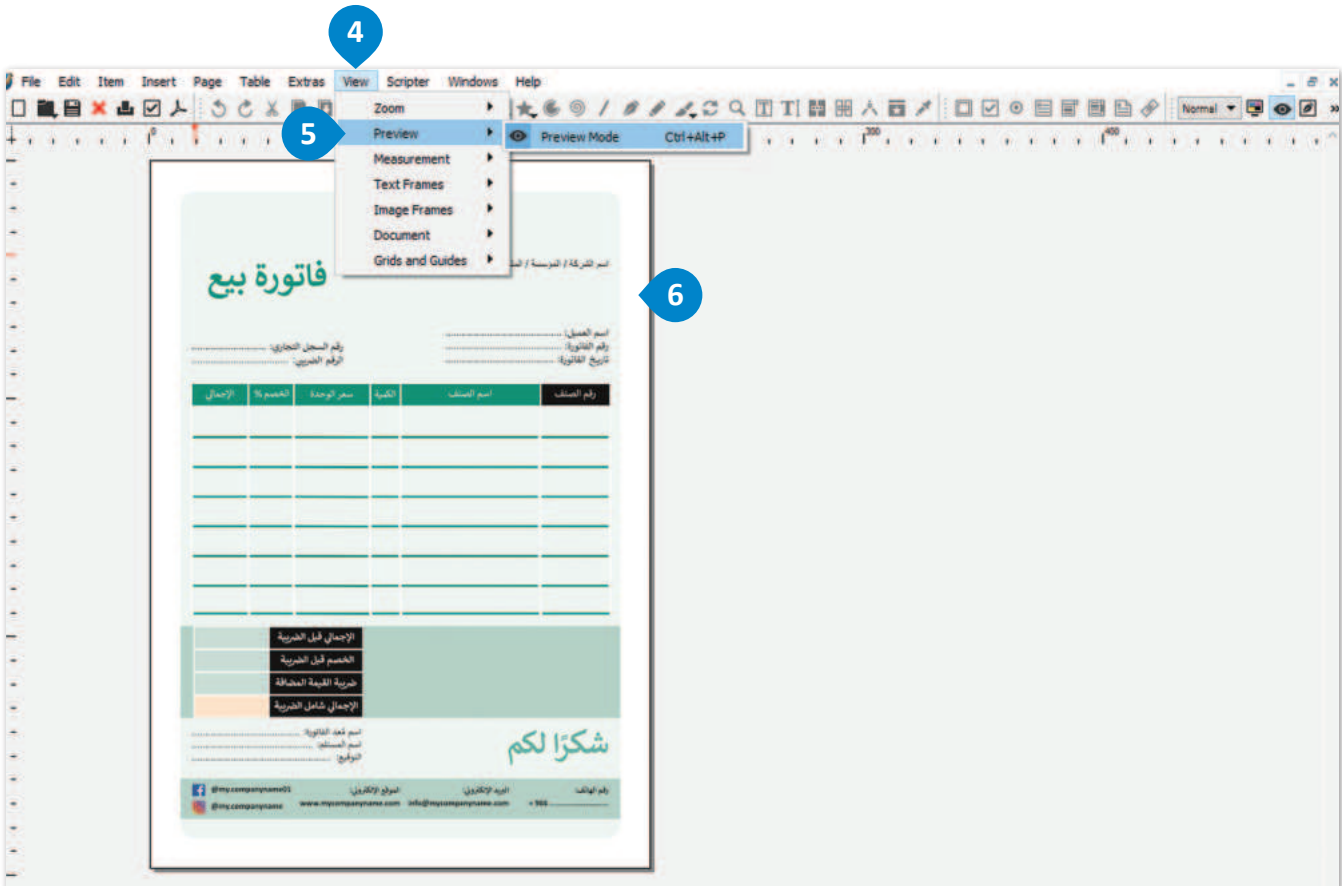 4
File Edit Item Insert Page Table Extras View Scripter Windows Help
Normal
Zoom
5
Preview
Preview Mode Ctrl+Alt+P
Measurement
Text Frames
Image Frames
Document
Grids and Guides
0
300
400
اسم الشركة / المؤسسة /
فاتورة بيع
6
اسم العميل:
رقم الفاتورة:
تاريخ الفاتورة:
رقم السجل التجاري:
الرقم الضريبي:
رقم الصنف اسم الصنف الكمية سعر الوحدة الخصم % الإجمالي
الإجمالي قبل الضريبة
الخصم قبل الضريبة
ضريبة القيمة المضافة
الإجمالي شامل الضريبة
شكرًا لكم
اسم مُعد الفاتورة:
اسم المستلم:
التوقيع:
رقم الهاتف:
+ 966
البريد الإلكتروني:
info@mycompanyname.com
الموقع الإلكتروني:
www.mycompanyname.com
@my.companyname01
@my.companyname